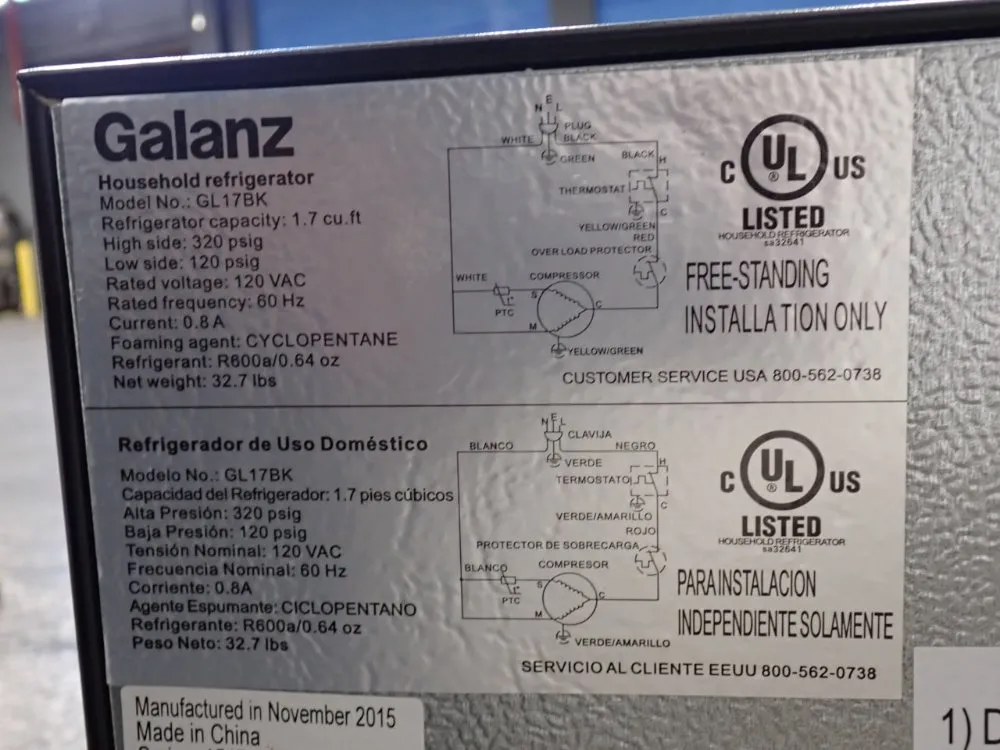 Galanz
Household refrigerator
Model No.: GL17BK
Refrigerator capacity: 1.7 cu.ft
High side: 320 psig
Low side: 120 psig
Rated voltage: 120 VAC
Rated frequency: 60 Hz
Current: 0.8A
Foaming agent: CYCLOPENTANE
Refrigerant: R600a/0.64 oz
Net weight: 32.7 lbs
N E L
PLUG
WHITE
BLACK
GREEN
BLACK
H
THERMOSTAT
C
YELLOW/GREEN
RED
OVER LOAD PROTECTOR
WHITE
COMPRESSOR
PTC
S
C
M
YELLOW/GREEN
C UL US
®
LISTED
HOUSEHOLD REFRIGERATOR
sa32641
FREE-STANDING
INSTALLATION ONLY
CUSTOMER SERVICE USA 800-562-0738
Refrigerador de Uso Doméstico
Modelo No.: GL17BK
Capacidad del Refrigerador: 1.7 pies cúbicos
Alta Presión: 320 psig
Baja Presión: 120 psig
Tensión Nominal: 120 VAC
Frecuencia Nominal: 60 Hz
Corriente: 0.8A
Agente Espumante: CICLOPENTANO
Refrigerante: R600a/0.64 oz
Peso Neto: 32.7 lbs
N E L
CLAVIJA
BLANCO
NEGRO
VERDE
H
TERMOSTATO
C
VERDE/AMARILLO
ROJO
PROTECTOR DE SOBRECARGA
BLANCO
COMPRESOR
PTC
S
C
M
VERDE/AMARILLO
C UL US
®
LISTED
HOUSEHOLD REFRIGERATOR
sa32641
PARA INSTALACION
INDEPENDIENTE SOLAMENTE
SERVICIO AL CLIENTE EEUU 800-562-0738
Manufactured in November 2015
Made in China
1) D